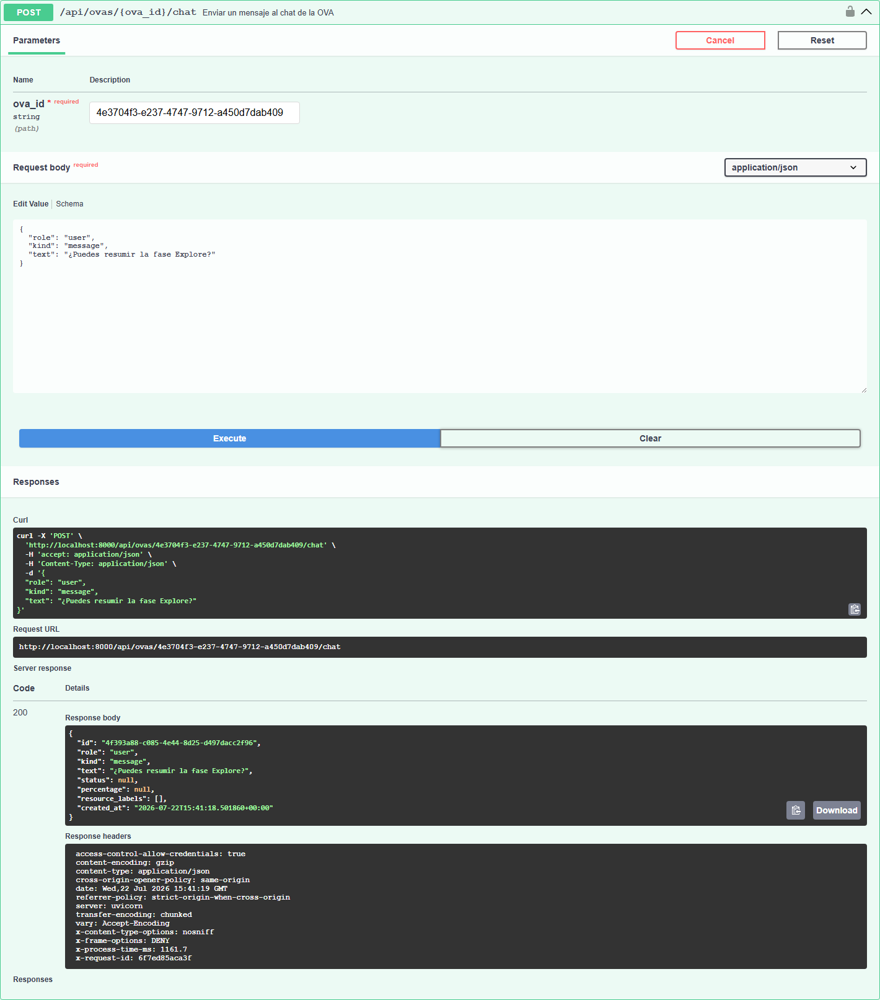 POST /api/ovas/{ova_id}/chat Enviar un mensaje al chat de la OVA
Parameters
Cancel
Reset
Name Description
ova_id * required
string
(path)
4e3704f3-e237-4747-9712-a450d7dab409
Request body required
application/json
Edit Value Schema
{
  "role": "user",
  "kind": "message",
  "text": "¿Puedes resumir la fase Explore?"
}
Execute
Clear
Responses
Curl
curl -X 'POST' \
  'http://localhost:8000/api/ovas/4e3704f3-e237-4747-9712-a450d7dab409/chat' \
  -H 'accept: application/json' \
  -H 'Content-Type: application/json' \
  -d '{
  "role": "user",
  "kind": "message",
  "text": "¿Puedes resumir la fase Explore?"
}'
Request URL
http://localhost:8000/api/ovas/4e3704f3-e237-4747-9712-a450d7dab409/chat
Server response
Code Details
200
Response body
{
  "id": "4f393a88-c085-4e44-8d25-d497dacc2f96",
  "role": "user",
  "kind": "message",
  "text": "¿Puedes resumir la fase Explore?",
  "status": null,
  "percentage": null,
  "resource_labels": [],
  "created_at": "2026-07-22T15:41:18.501860+00:00"
}
Download
Response headers
access-control-allow-credentials: true
content-encoding: gzip
content-type: application/json
cross-origin-opener-policy: same-origin
date: Wed,22 Jul 2026 15:41:19 GMT
referrer-policy: strict-origin-when-cross-origin
server: uvicorn
transfer-encoding: chunked
vary: Accept-Encoding
x-content-type-options: nosniff
x-frame-options: DENY
x-process-time-ms: 1161.7
x-request-id: 6f7ed85aca3f
Responses